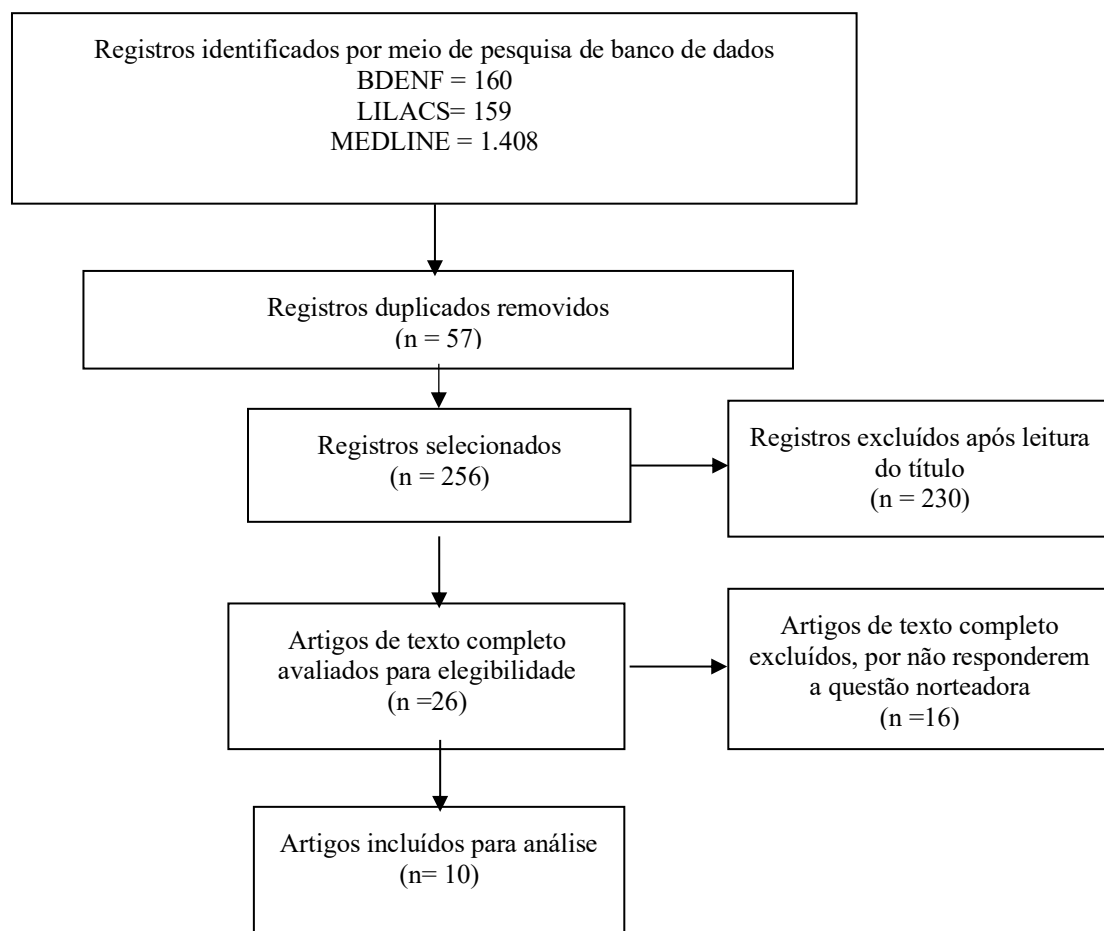 Registros identificados por meio de pesquisa de banco de dados
BDENF = 160
LILACS= 159
MEDLINE = 1.408
Registros duplicados removidos
(n = 57)
Registros selecionados
(n = 256)
Registros excluídos após leitura
do título
(n = 230)
Artigos de texto completo
avaliados para elegibilidade
(n =26)
Artigos de texto completo
excluídos, por não responderem
a questão norteadora
(n =16)
Artigos incluídos para análise
(n= 10)